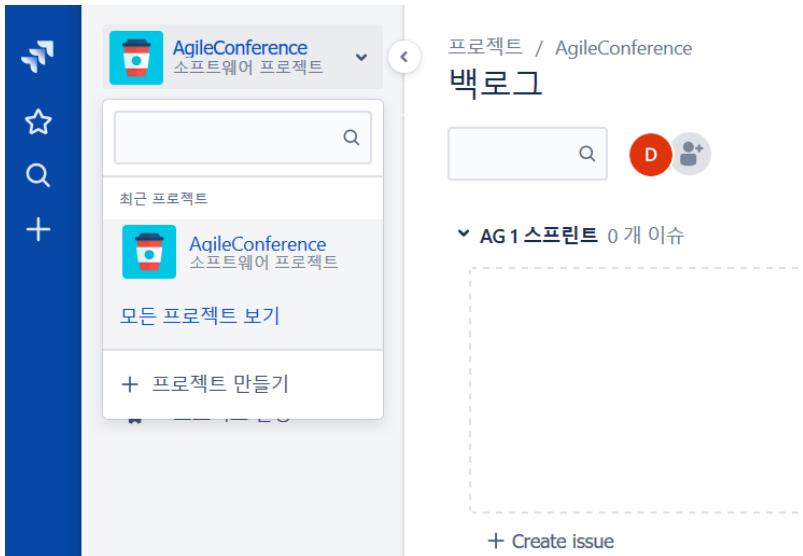 AgileConference
소프트웨어 프로젝트
최근 프로젝트
AgileConference
소프트웨어 프로젝트
모든 프로젝트 보기
+ 프로젝트 만들기
프로젝트 / AgileConference
백로그
D
AG 1 스프린트 0 개 이슈
+ Create issue